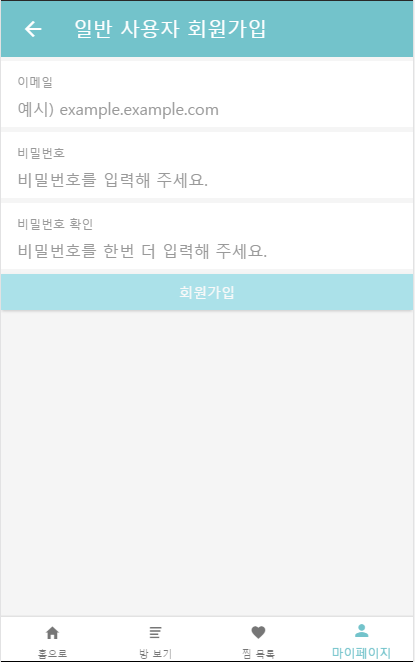 일반 사용자 회원가입
이메일
예시) example.example.com
비밀번호
비밀번호를 입력해 주세요.
비밀번호 확인
비밀번호를 한번 더 입력해 주세요.
회원가입
홈으로
방 보기
찜 목록
마이페이지